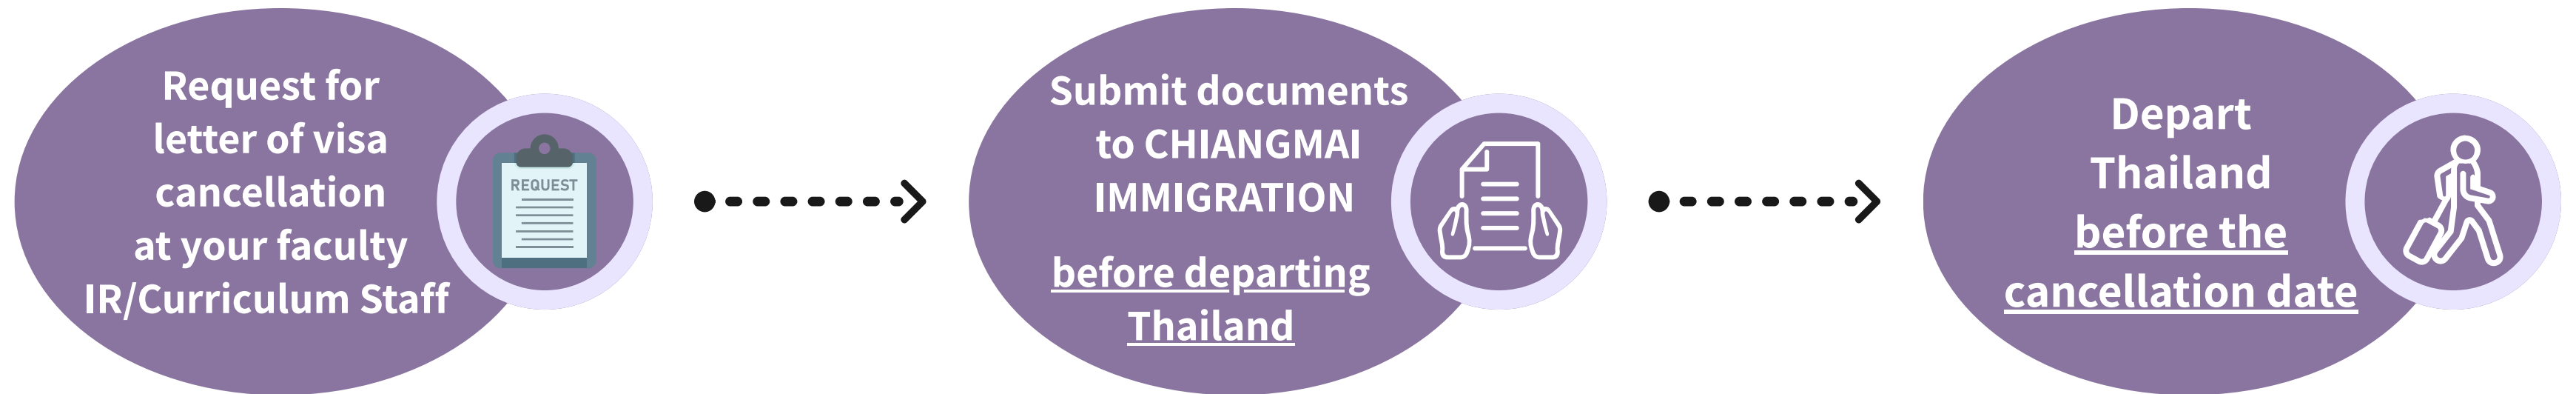 Request for
letter of visa
cancellation
at your faculty
IR/Curriculum Staff
REQUEST
Submit documents
to CHIANGMAI
IMMIGRATION
before departing
Thailand
Depart
Thailand
before the
cancellation date